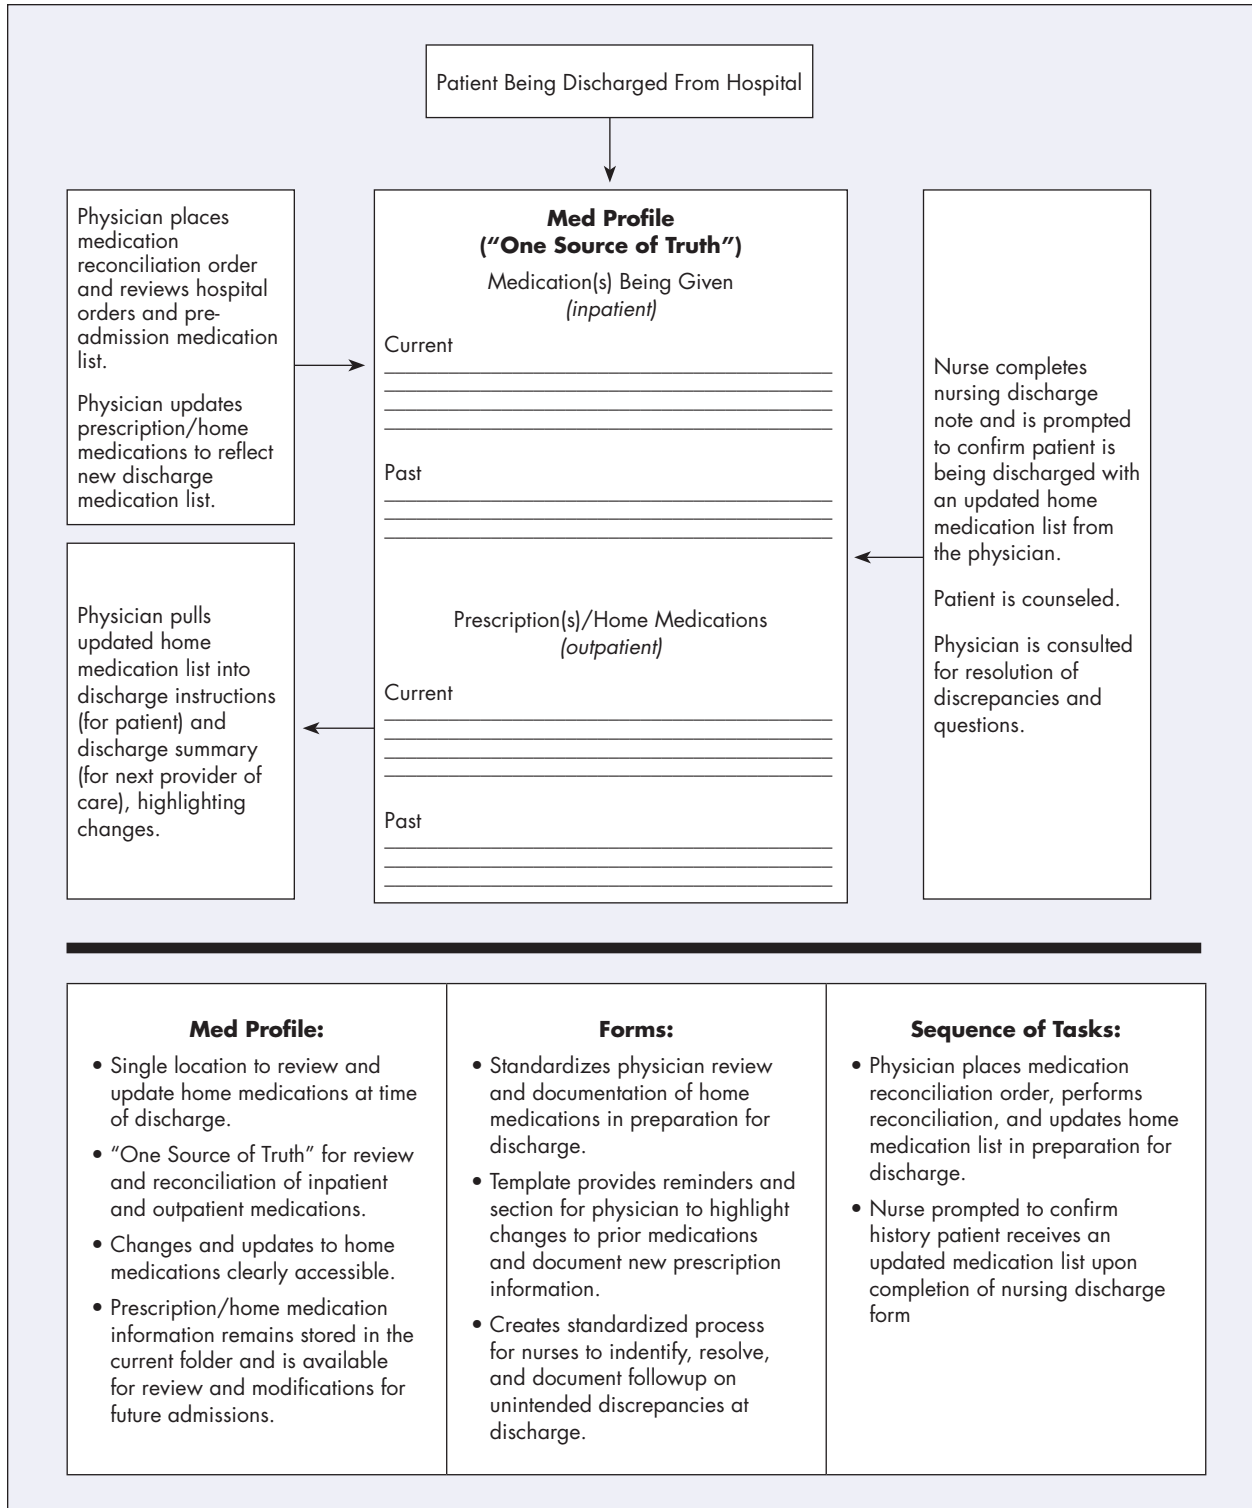 Patient Being Discharged From Hospital
Physician places
medication
reconciliation order
and reviews hospital
orders and pre-
admission medication
list.
Physician updates
prescription/home
medications to reflect
new discharge
medication list.
Physician pulls
updated home
medication list into
discharge instructions
(for patient) and
discharge summary
(for next provider of
care), highlighting
changes.
Med Profile
(“One Source of Truth”)
Medication(s) Being Given
(inpatient)
Current
Past
Prescription(s)/Home Medications
(outpatient)
Current
Past
Nurse completes
nursing discharge
note and is prompted
to confirm patient is
being discharged with
an updated home
medication list from
the physician.
Patient is counseled.
Physician is consulted
for resolution of
discrepancies and
questions.
Med Profile:
• Single location to review and
update home medications at time
of discharge.
• “One Source of Truth” for review
and reconciliation of inpatient
and outpatient medications.
• Changes and updates to home
medications clearly accessible.
• Prescription/home medication
information remains stored in the
current folder and is available
for review and modifications for
future admissions.
Forms:
• Standardizes physician review
and documentation of home
medications in preparation for
discharge.
• Template provides reminders and
section for physician to highlight
changes to prior medications
and document new prescription
information.
• Creates standardized process
for nurses to indentify, resolve,
and document followup on
unintended discrepancies at
discharge.
Sequence of Tasks:
• Physician places medication
reconciliation order, performs
reconciliation, and updates home
medication list in preparation for
discharge.
• Nurse prompted to confirm
history patient receives an
updated medication list upon
completion of nursing discharge
form